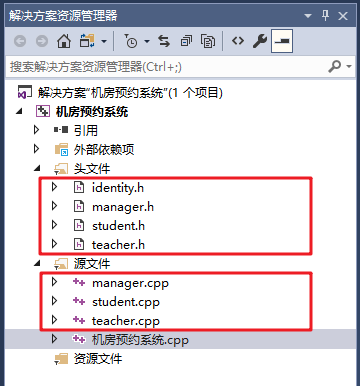 解决方案资源管理器
搜索解决方案资源管理器(Ctrl+;)
解决方案"机房预约系统"(1 个项目)
机房预约系统
引用
外部依赖项
头文件
identity.h
manager.h
student.h
teacher.h
源文件
manager.cpp
student.cpp
teacher.cpp
机房预约系统.cpp
资源文件